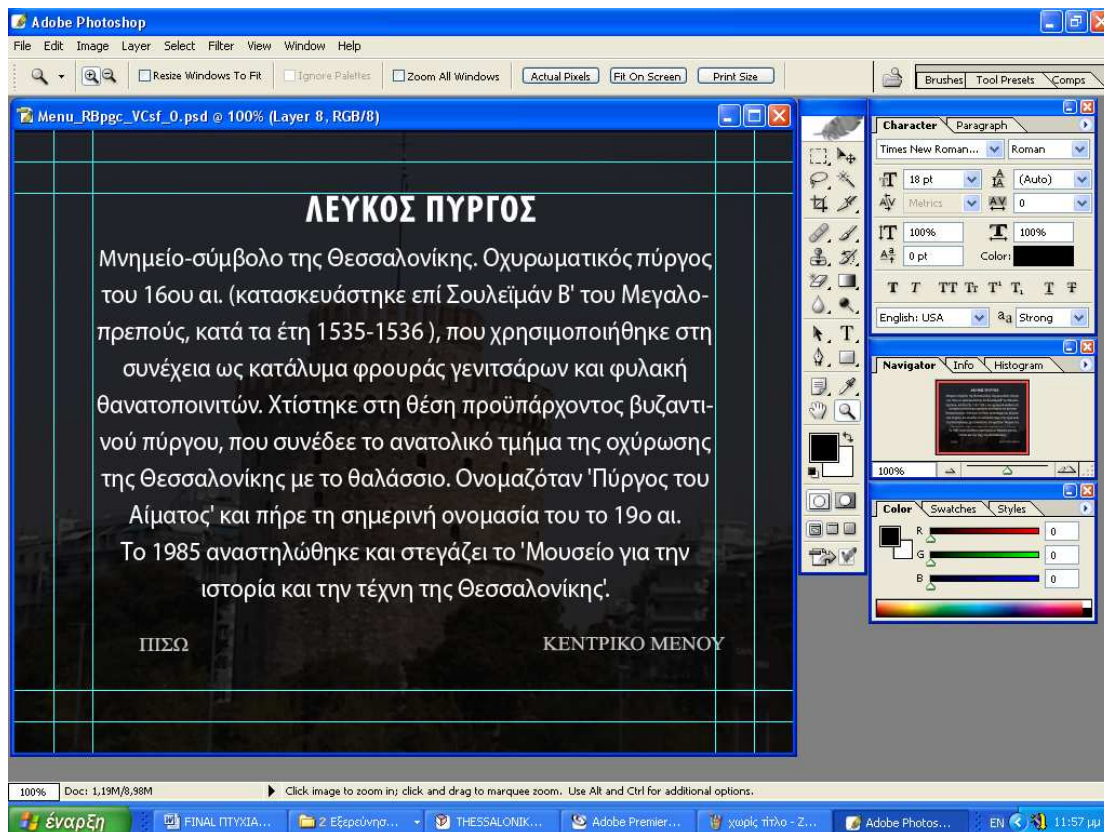 Adobe Photoshop
File Edit Image Layer Select Filter View Window Help
Resize Windows To Fit Ignore Palettes Zoom All Windows Actual Pixels Fit On Screen Print Size Brushes Tool Presets Comps
Menu_RBpgc_VCsf_0.psd @ 100% (Layer 8, RGB/8)
ΛΕΥΚΟΣ ΠΥΡΓΟΣ
Μνημείο-σύμβολο της Θεσσαλονίκης. Οχυρωματικός πύργος
του 16ου αι. (κατασκευάστηκε επί Σουλεϊμάν Β' του Μεγαλο-
πρεπούς, κατά τα έτη 1535-1536 ), που χρησιμοποιήθηκε στη
συνέχεια ως κατάλυμα φρουράς γενιτσάρων και φυλακή
θανατοποινιτών. Χτίστηκε στη θέση προϋπάρχοντος βυζαντι-
νού πύργου, που συνέδεε το ανατολικό τμήμα της οχύρωσης
της Θεσσαλονίκης με το θαλάσσιο. Ονομαζόταν 'Πύργος του
Αίματος' και πήρε τη σημερινή ονομασία του το 19ο αι.
Το 1985 αναστηλώθηκε και στεγάζει το 'Μουσείο για την
ιστορία και την τέχνη της Θεσσαλονίκης'.
ΠΙΣΩ ΚΕΝΤΡΙΚΟ ΜΕΝΟΥ
Character Paragraph
Times New Roman... Roman
18 pt (Auto)
Metrics 0
100% 100%
0 pt Color:
T T TT Tr T¹ T₁ T T
English: USA aa Strong
Navigator Info Histogram
100%
Color Swatches Styles
R 0
G 0
B 0
100% Doc: 1,19M/8,98M Click image to zoom in; click and drag to marquee zoom. Use Alt and Ctrl for additional options.
έναρξη FINAL ΠΤΥΧΙΑ... 2 Εξερεύνησ... THESSALONIK... Adobe Premier... χωρίς τίτλο - Z... Adobe Photos... EN 11:57 μμ